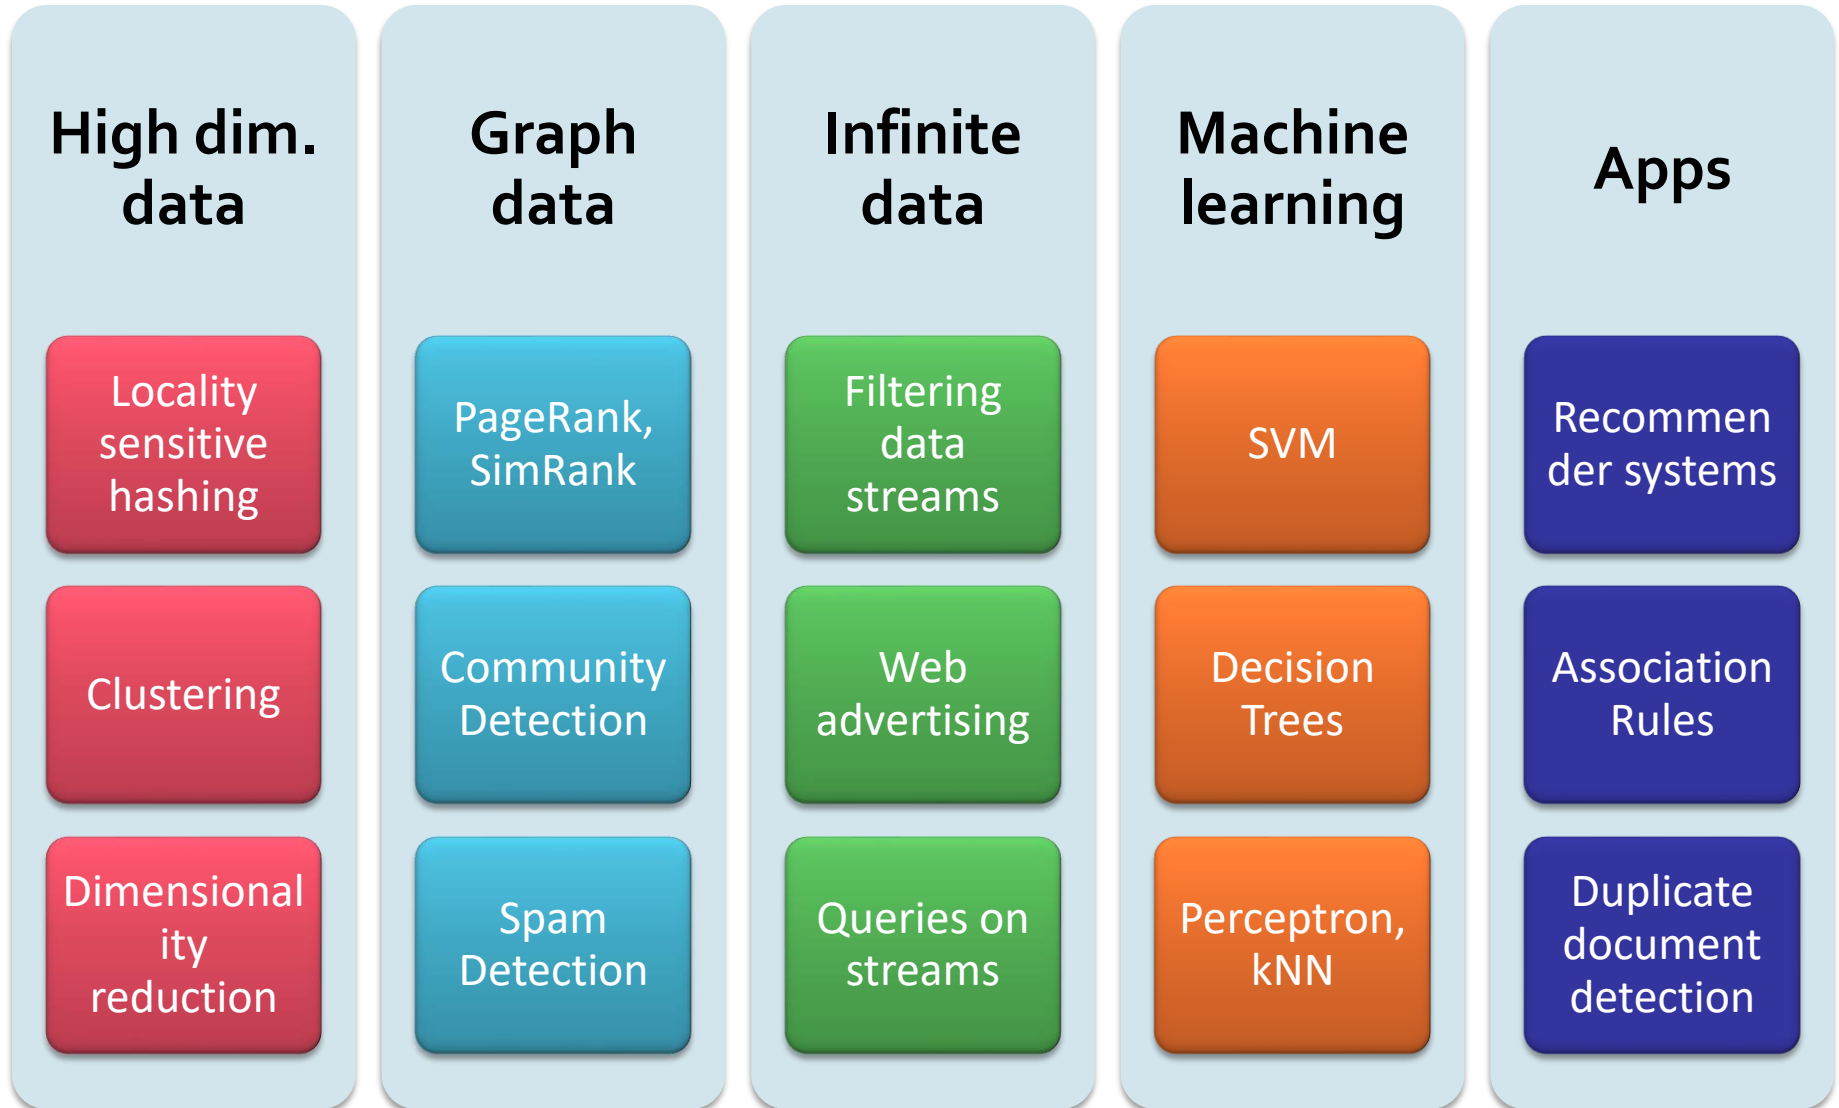 High dim.
data
Locality
sensitive
hashing
Clustering
Dimensional
ity
reduction
Graph
data
PageRank,
SimRank
Community
Detection
Spam
Detection
Infinite
data
Filtering
data
streams
Web
advertising
Queries on
streams
Machine
learning
SVM
Decision
Trees
Perceptron,
kNN
Apps
Recommen
der systems
Association
Rules
Duplicate
document
detection